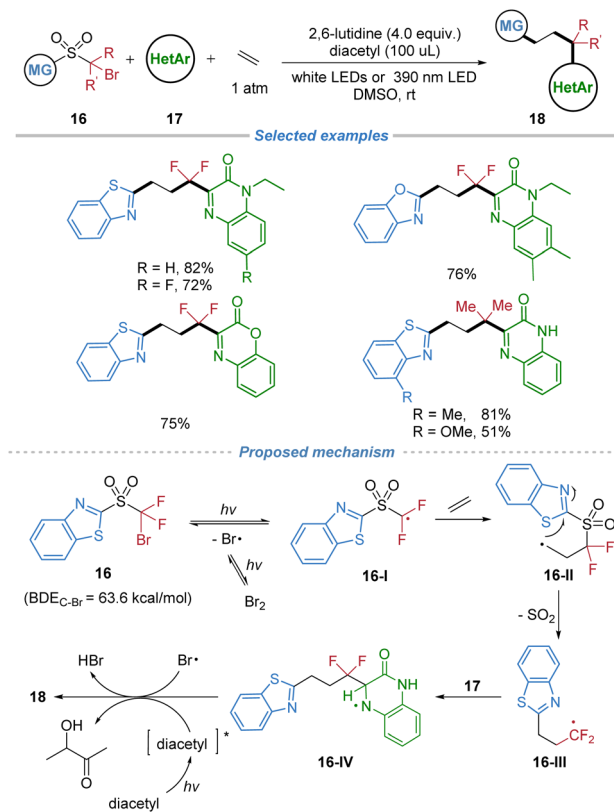 MG
S
O
O
R
R'
Br
16
+
HetAr
17
+
1 atm
2,6-lutidine (4.0 equiv.)
diacetyl (100 uL)
white LEDs or 390 nm LED
DMSO, rt
MG
R
R'
HetAr
18
Selected examples
S
N
F
F
O
N
N
R
R = H, 82%
R = F, 72%
O
N
F
F
O
N
N
76%
S
N
F
F
O
O
N
75%
S
N
R
Me
Me
O
NH
N
R = Me, 81%
R = OMe, 51%
Proposed mechanism
N
S
O
O
S
F
F
Br
16
(BDEC-Br = 63.6 kcal/mol)
hv
- Br•
hv
Br2
N
S
O
O
S
F
F
16-I
N
S
S
O
O
F
F
16-II
- SO2
N
S
CF2
16-III
17
S
N
F
F
O
H
N
NH
16-IV
HBr
Br•
18
OH
O
[ diacetyl ]*
hv
diacetyl